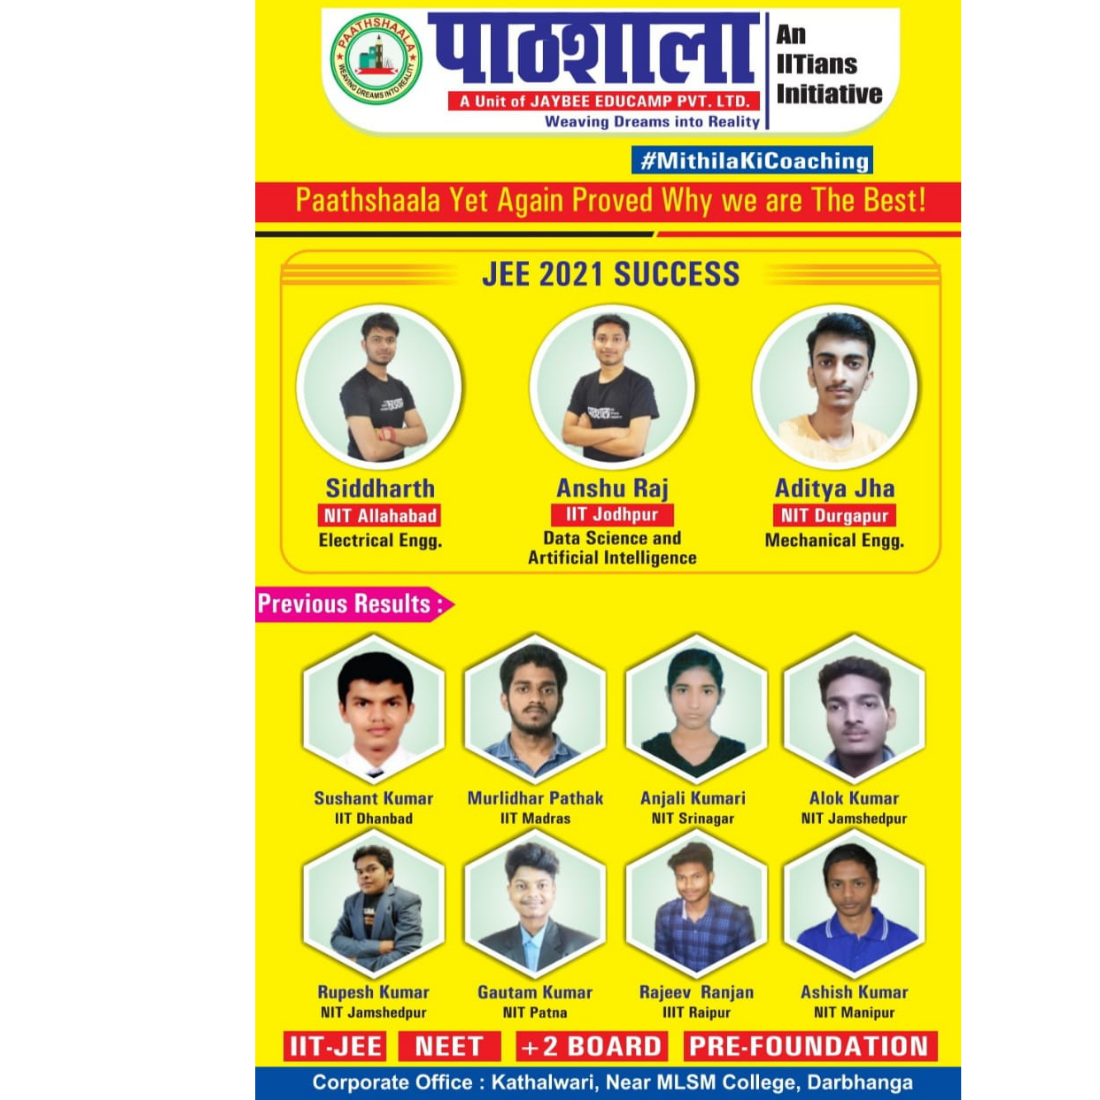 PAATHSHAALA
WEAVING DREAMS INTO REALITY
पाठशाला
An
IITians
Initiative
A Unit of JAYBEE EDUCAMP PVT. LTD.
Weaving Dreams into Reality
#MithilaKiCoaching
Paathshaala Yet Again Proved Why we are The Best!
JEE 2021 SUCCESS
Siddharth
NIT Allahabad
Electrical Engg.
Anshu Raj
IIT Jodhpur
Data Science and
Artificial Intelligence
Aditya Jha
NIT Durgapur
Mechanical Engg.
Previous Results :
Sushant Kumar
IIT Dhanbad
Murlidhar Pathak
IIT Madras
Anjali Kumari
NIT Srinagar
Alok Kumar
NIT Jamshedpur
Rupesh Kumar
NIT Jamshedpur
Gautam Kumar
NIT Patna
Rajeev Ranjan
IIIT Raipur
Ashish Kumar
NIT Manipur
IIT-JEE NEET +2 BOARD PRE-FOUNDATION
Corporate Office : Kathalwari, Near MLSM College, Darbhanga